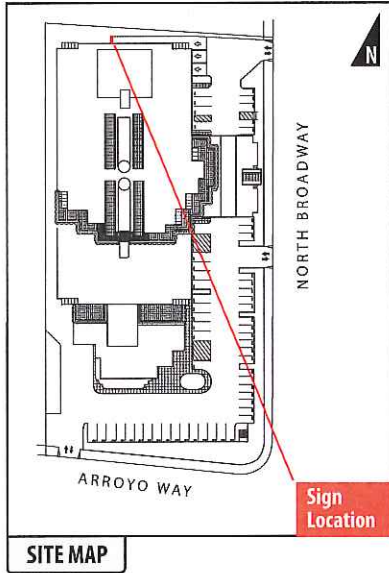 N
NORTH BROADWAY
ARROYO WAY
Sign
Location
SITE MAP